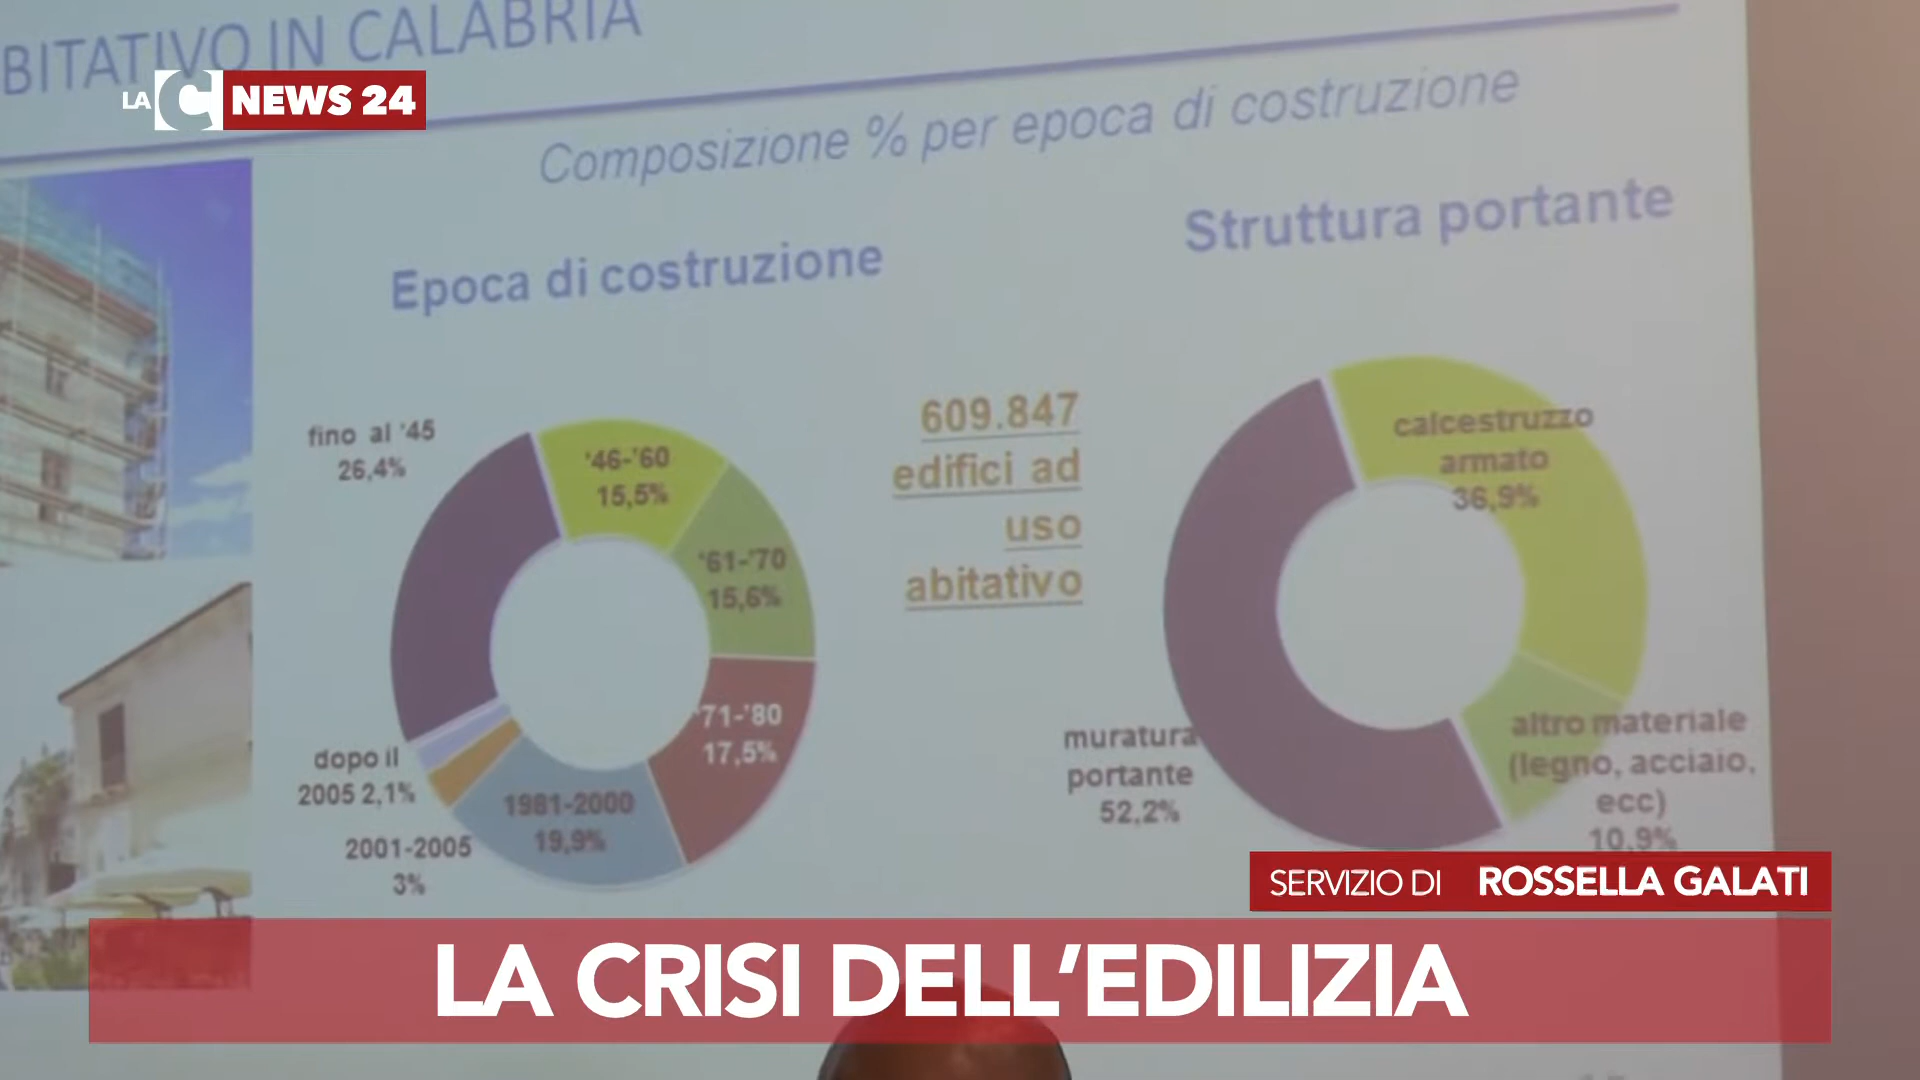 BITATIVO IN CALABRIA
LA C NEWS 24
Composizione % per epoca di costruzione
Epoca di costruzione
Struttura portante
fino al '45
26,4%
'46-'60
15,5%
'61-'70
15,6%
'71-'80
17,5%
1981-2000
19,9%
2001-2005
3%
dopo il
2005 2,1%
609.847
edifici ad
uso
abitativo
calcestruzzo
armato
36,9%
altro materiale
(legno, acciaio,
ecc)
10,9%
muratura
portante
52,2%
SERVIZIO DI ROSSELLA GALATI
LA CRISI DELL'EDILIZIA